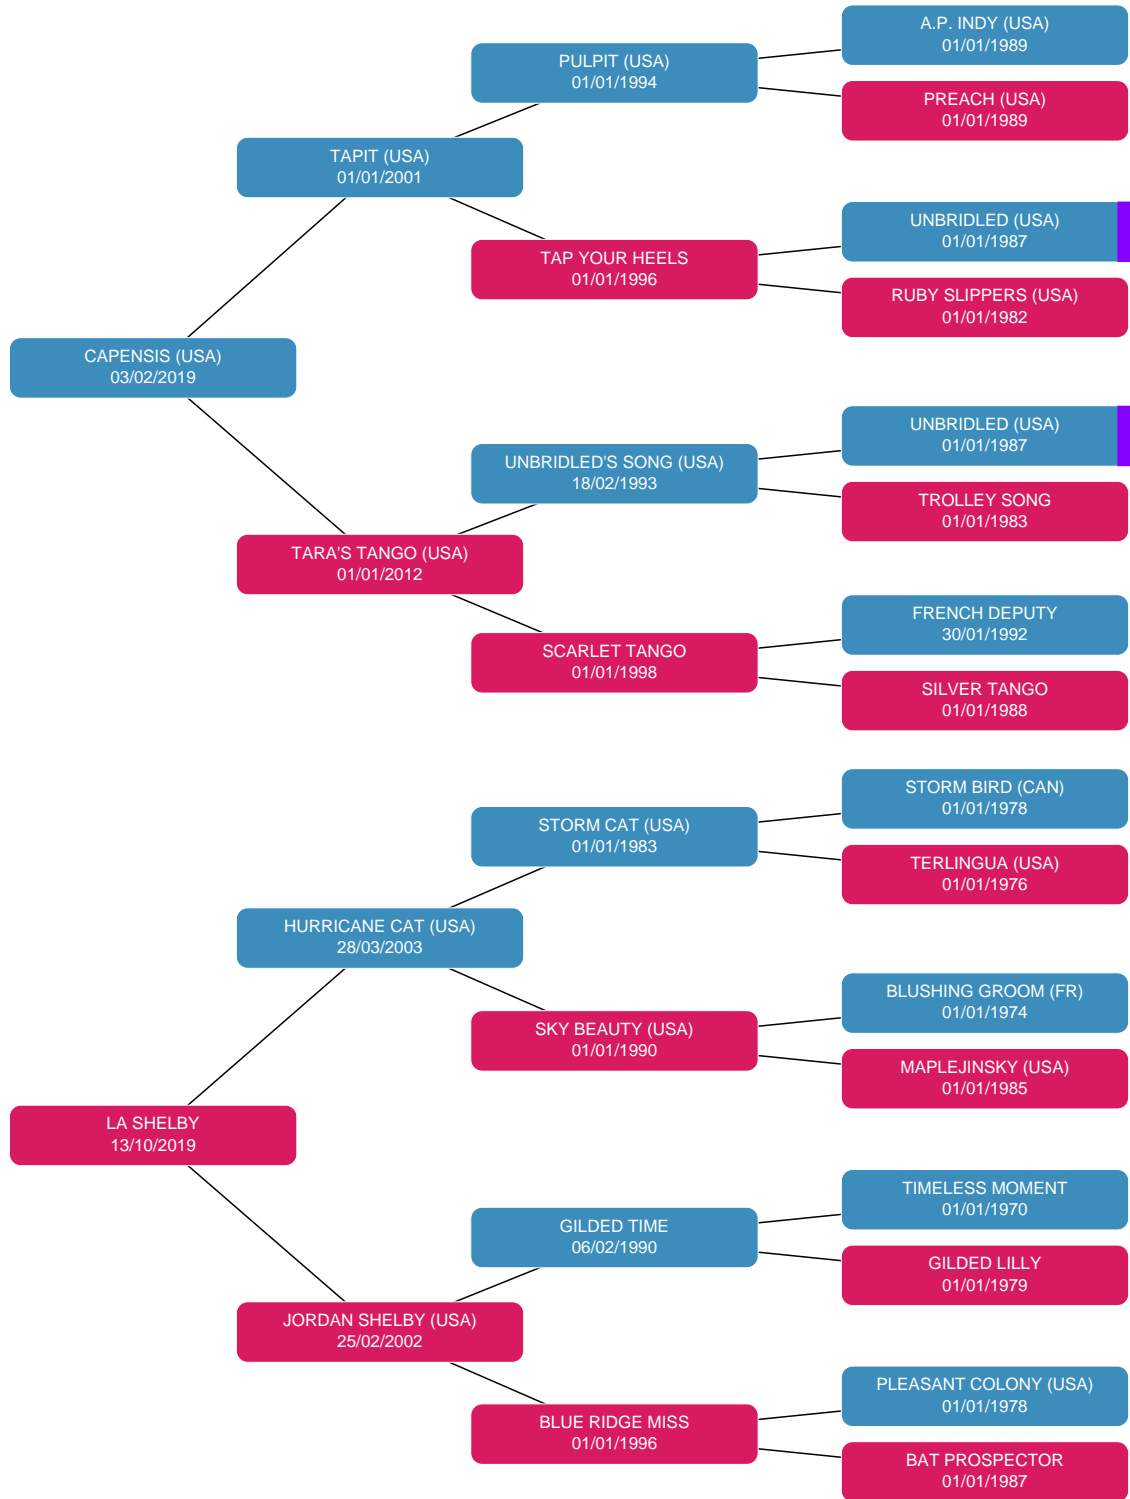 A.P. INDY (USA)
01/01/1989
PULPIT (USA)
01/01/1994
PREACH (USA)
01/01/1989
TAPIT (USA)
01/01/2001
UNBRIDLED (USA)
01/01/1987
TAP YOUR HEELS
01/01/1996
RUBY SLIPPERS (USA)
01/01/1982
CAPENSIS (USA)
03/02/2019
UNBRIDLED (USA)
01/01/1987
UNBRIDLED'S SONG (USA)
18/02/1993
TROLLEY SONG
01/01/1983
TARA'S TANGO (USA)
01/01/2012
FRENCH DEPUTY
30/01/1992
SCARLET TANGO
01/01/1998
SILVER TANGO
01/01/1988
STORM BIRD (CAN)
01/01/1978
STORM CAT (USA)
01/01/1983
TERLINGUA (USA)
01/01/1976
HURRICANE CAT (USA)
28/03/2003
BLUSHING GROOM (FR)
01/01/1974
SKY BEAUTY (USA)
01/01/1990
MAPLEJINSKY (USA)
01/01/1985
LA SHELBY
13/10/2019
TIMELESS MOMENT
01/01/1970
GILDED TIME
06/02/1990
GILDED LILLY
01/01/1979
JORDAN SHELBY (USA)
25/02/2002
PLEASANT COLONY (USA)
01/01/1978
BLUE RIDGE MISS
01/01/1996
BAT PROSPECTOR
01/01/1987